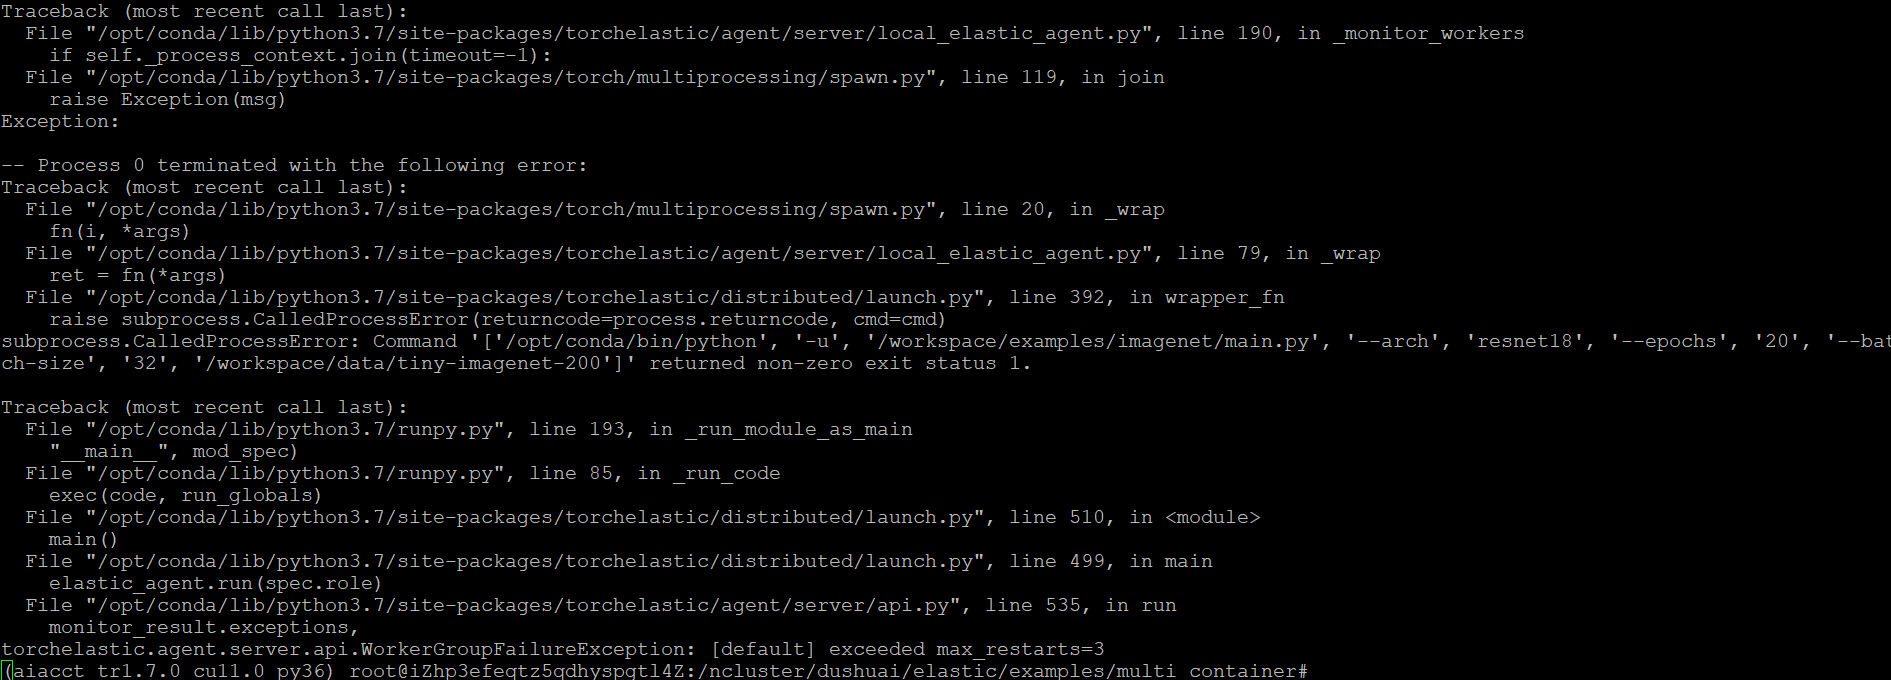 Traceback (most recent call last):
  File "/opt/conda/lib/python3.7/site-packages/torchelastic/agent/server/local_elastic_agent.py", line 190, in _monitor_workers
    if self._process_context.join(timeout=-1):
  File "/opt/conda/lib/python3.7/site-packages/torch/multiprocessing/spawn.py", line 119, in join
    raise Exception(msg)
Exception:

-- Process 0 terminated with the following error:
Traceback (most recent call last):
  File "/opt/conda/lib/python3.7/site-packages/torch/multiprocessing/spawn.py", line 20, in _wrap
    fn(i, *args)
  File "/opt/conda/lib/python3.7/site-packages/torchelastic/agent/server/local_elastic_agent.py", line 79, in _wrap
    ret = fn(*args)
  File "/opt/conda/lib/python3.7/site-packages/torchelastic/distributed/launch.py", line 392, in wrapper_fn
    raise subprocess.CalledProcessError(returncode=process.returncode, cmd=cmd)
subprocess.CalledProcessError: Command '['/opt/conda/bin/python', '-u', '/workspace/examples/imagenet/main.py', '--arch', 'resnet18', '--epochs', '20', '--bat
ch-size', '32', '/workspace/data/tiny-imagenet-200']' returned non-zero exit status 1.

Traceback (most recent call last):
  File "/opt/conda/lib/python3.7/runpy.py", line 193, in _run_module_as_main
    "__main__", mod_spec)
  File "/opt/conda/lib/python3.7/runpy.py", line 85, in _run_code
    exec(code, run_globals)
  File "/opt/conda/lib/python3.7/site-packages/torchelastic/distributed/launch.py", line 510, in <module>
    main()
  File "/opt/conda/lib/python3.7/site-packages/torchelastic/distributed/launch.py", line 499, in main
    elastic_agent.run(spec.role)
  File "/opt/conda/lib/python3.7/site-packages/torchelastic/agent/server/api.py", line 535, in run
    monitor_result.exceptions,
torchelastic.agent.server.api.WorkerGroupFailureException: [default] exceeded max_restarts=3
(aiacct_tr1.7.0_cu11.0_py36) root@iZhp3efeqtz5qdhyspgtl4Z:/ncluster/dushuai/elastic/examples/multi_container#